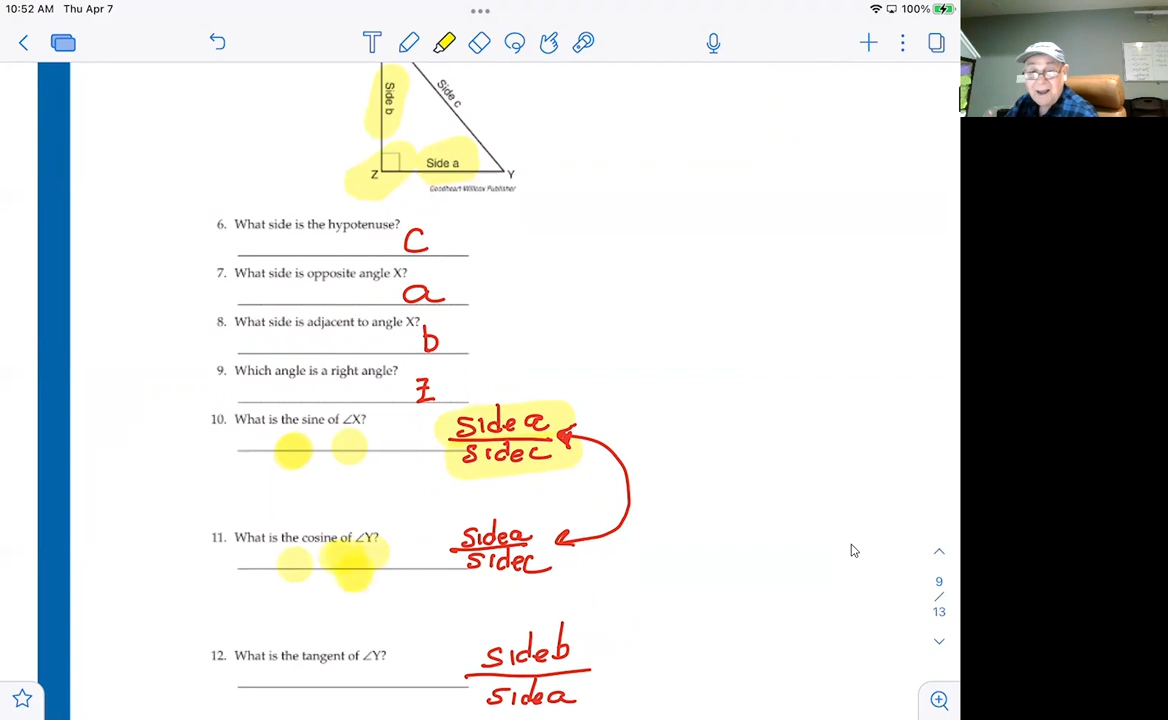 10:52 AM Thu Apr 7
100%
Side b
Side c
Side a
Z
Y
Goodheart-Willcox Publisher
6. What side is the hypotenuse?
C
7. What side is opposite angle X?
a
8. What side is adjacent to angle X?
b
9. Which angle is a right angle?
Z
10. What is the sine of ∠X?
side a
side c
11. What is the cosine of ∠Y?
side a
side c
12. What is the tangent of ∠Y?
side b
side a
9
/
13